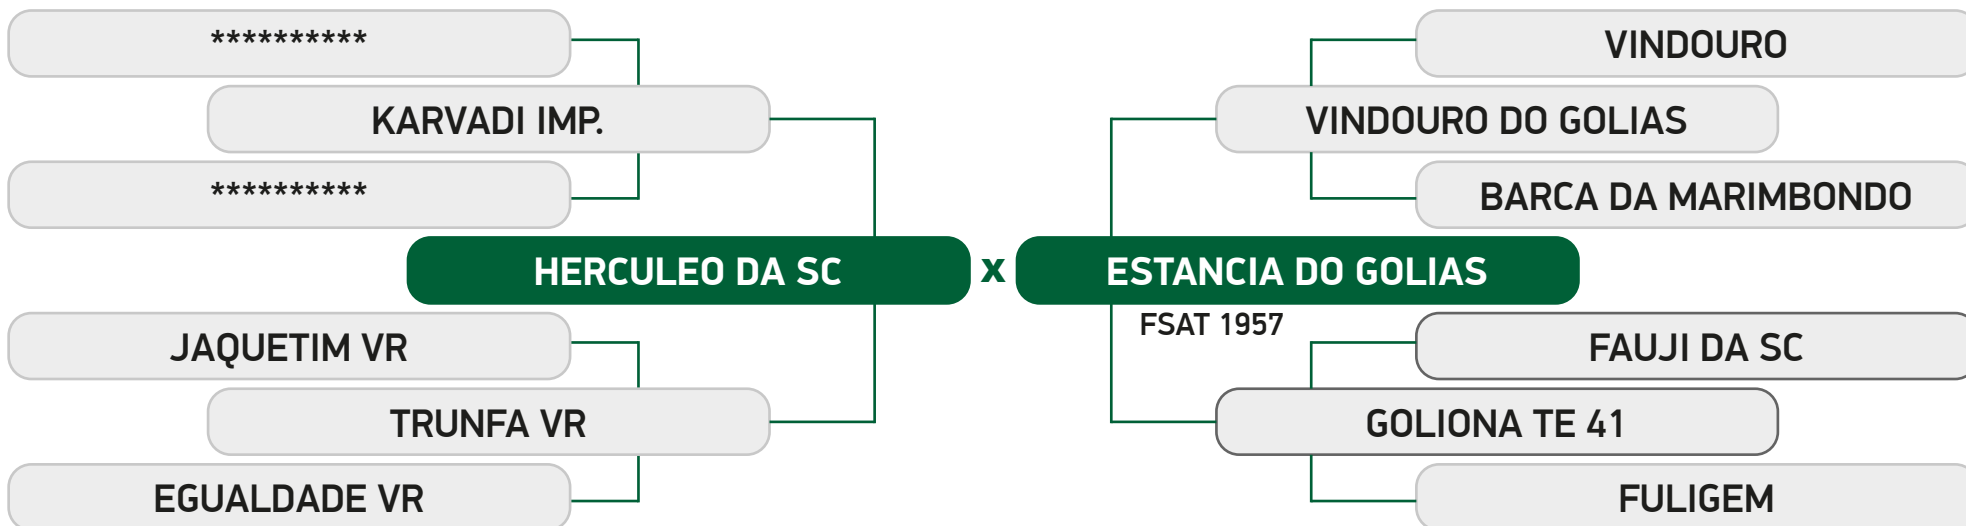 **********
VINDOURO
KARVADI IMP.
VINDOURO DO GOLIAS
**********
BARCA DA MARIMBONDO
HERCULEO DA SC x ESTANCIA DO GOLIAS
FSAT 1957
JAQUETIM VR
FAUJI DA SC
TRUNFA VR
GOLIONA TE 41
EGUALDADE VR
FULIGEM